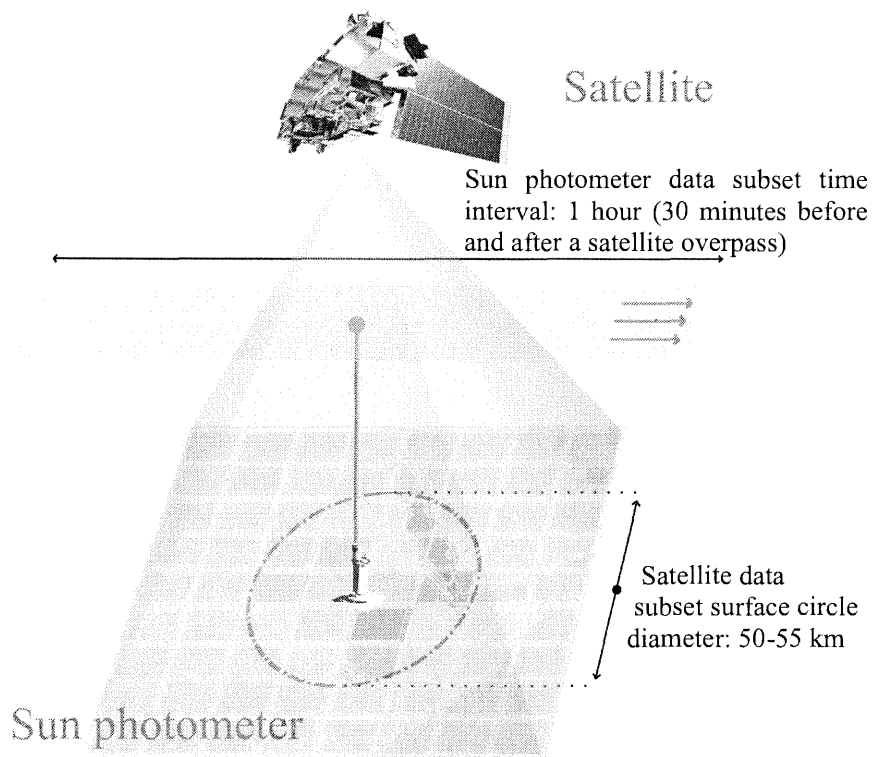 Satellite
Sun photometer data subset time
interval: 1 hour (30 minutes before
and after a satellite overpass)
Satellite data
subset surface circle
diameter: 50-55 km
Sun photometer